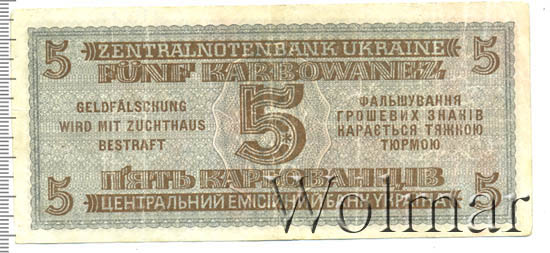 5 ZENTRALNOTENBANK UKRAINE 5
FÜNF KARBOWANEZ
GELDFÄLSCHUNG
WIRD MIT ZUCHTHAUS
BESTRAFT
5
ФАЛЬШУВАННЯ
ГРОШЕВИХ ЗНАКІВ
КАРАЄТЬСЯ ТЯЖКОЮ
ТЮРМОЮ
П'ЯТЬ КАРБОВАНЦІВ
5 ЦЕНТРАЛЬНИЙ ЕМІСІЙНИЙ БАНК УКРАЇНИ 5
Wolmar